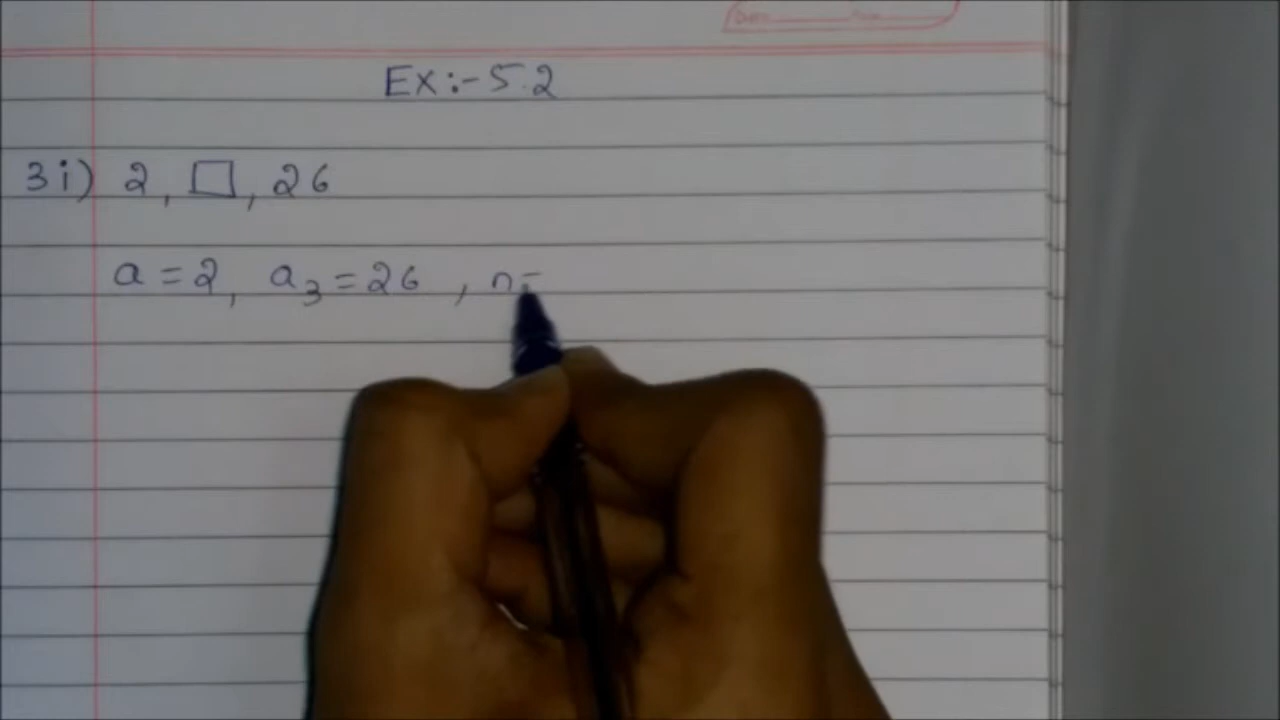 Ex:- 5.2
3i) 2, □, 26
a = 2, a₃ = 26, n=